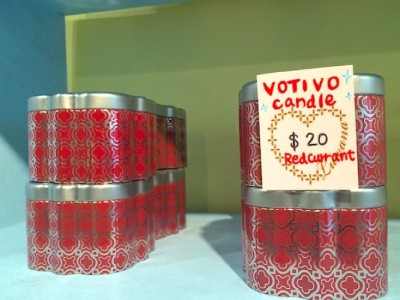 VOTIVO
candle
$ 20
Redcurrant